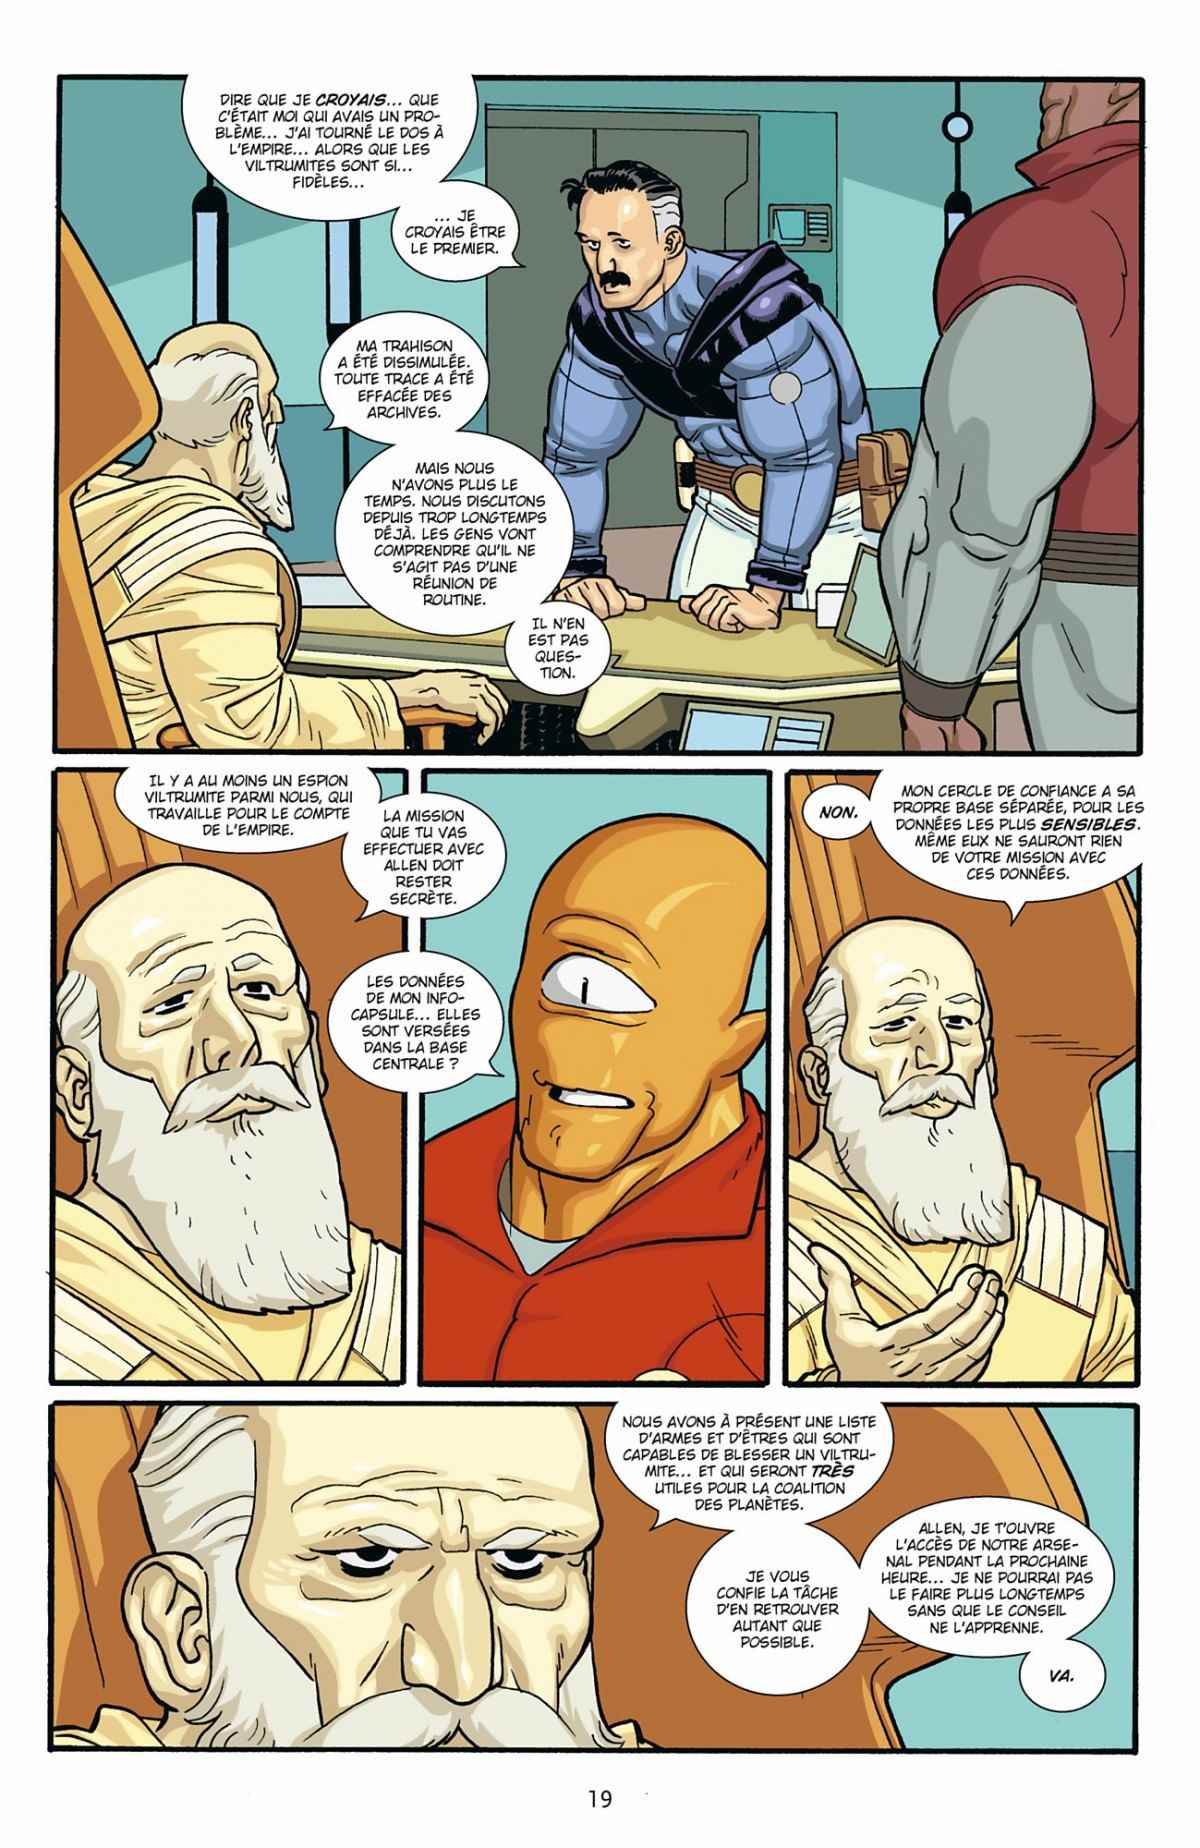 DIRE QUE JE CROYAIS... QUE
C'ÉTAIT MOI QUI AVAIS UN PRO-
BLÈME... J'AI TOURNÉ LE DOS À
L'EMPIRE... ALORS QUE LES
VILTRUMITES SONT SI...
FIDÈLES...
... JE
CROYAIS ÊTRE
LE PREMIER.
MA TRAHISON
A ÉTÉ DISSIMULÉE.
TOUTE TRACE A ÉTÉ
EFFACÉE DES
ARCHIVES.
MAIS NOUS
N'AVONS PLUS LE
TEMPS. NOUS DISCUTONS
DEPUIS TROP LONGTEMPS
DÉJÀ. LES GENS VONT
COMPRENDRE QU'IL NE
S'AGIT PAS D'UNE
RÉUNION DE
ROUTINE.
IL N'EN
EST PAS
QUES-
TION.
IL Y A AU MOINS UN ESPION
VILTRUMITE PARMI NOUS, QUI
TRAVAILLE POUR LE COMPTE
DE L'EMPIRE.
LA MISSION
QUE TU VAS
EFFECTUER AVEC
ALLEN DOIT
RESTER
SECRÈTE.
LES DONNÉES
DE MON INFO-
CAPSULE... ELLES
SONT VERSÉES
DANS LA BASE
CENTRALE ?
NON.
MON CERCLE DE CONFIANCE A SA
PROPRE BASE SÉPARÉE, POUR LES
DONNÉES LES PLUS SENSIBLES.
MÊME EUX NE SAURONT RIEN
DE VOTRE MISSION AVEC
CES DONNÉES.
NOUS AVONS À PRÉSENT UNE LISTE
D'ARMES ET D'ÊTRES QUI SONT
CAPABLES DE BLESSER UN VILTRU-
MITE... ET QUI SERONT TRÈS
UTILES POUR LA COALITION
DES PLANÈTES.
JE VOUS
CONFIE LA TÂCHE
D'EN RETROUVER
AUTANT QUE
POSSIBLE.
ALLEN, JE T'OUVRE
L'ACCÈS DE NOTRE ARSE-
NAL PENDANT LA PROCHAINE
HEURE... JE NE POURRAI PAS
LE FAIRE PLUS LONGTEMPS
SANS QUE LE CONSEIL
NE L'APPRENNE.
VA.
19